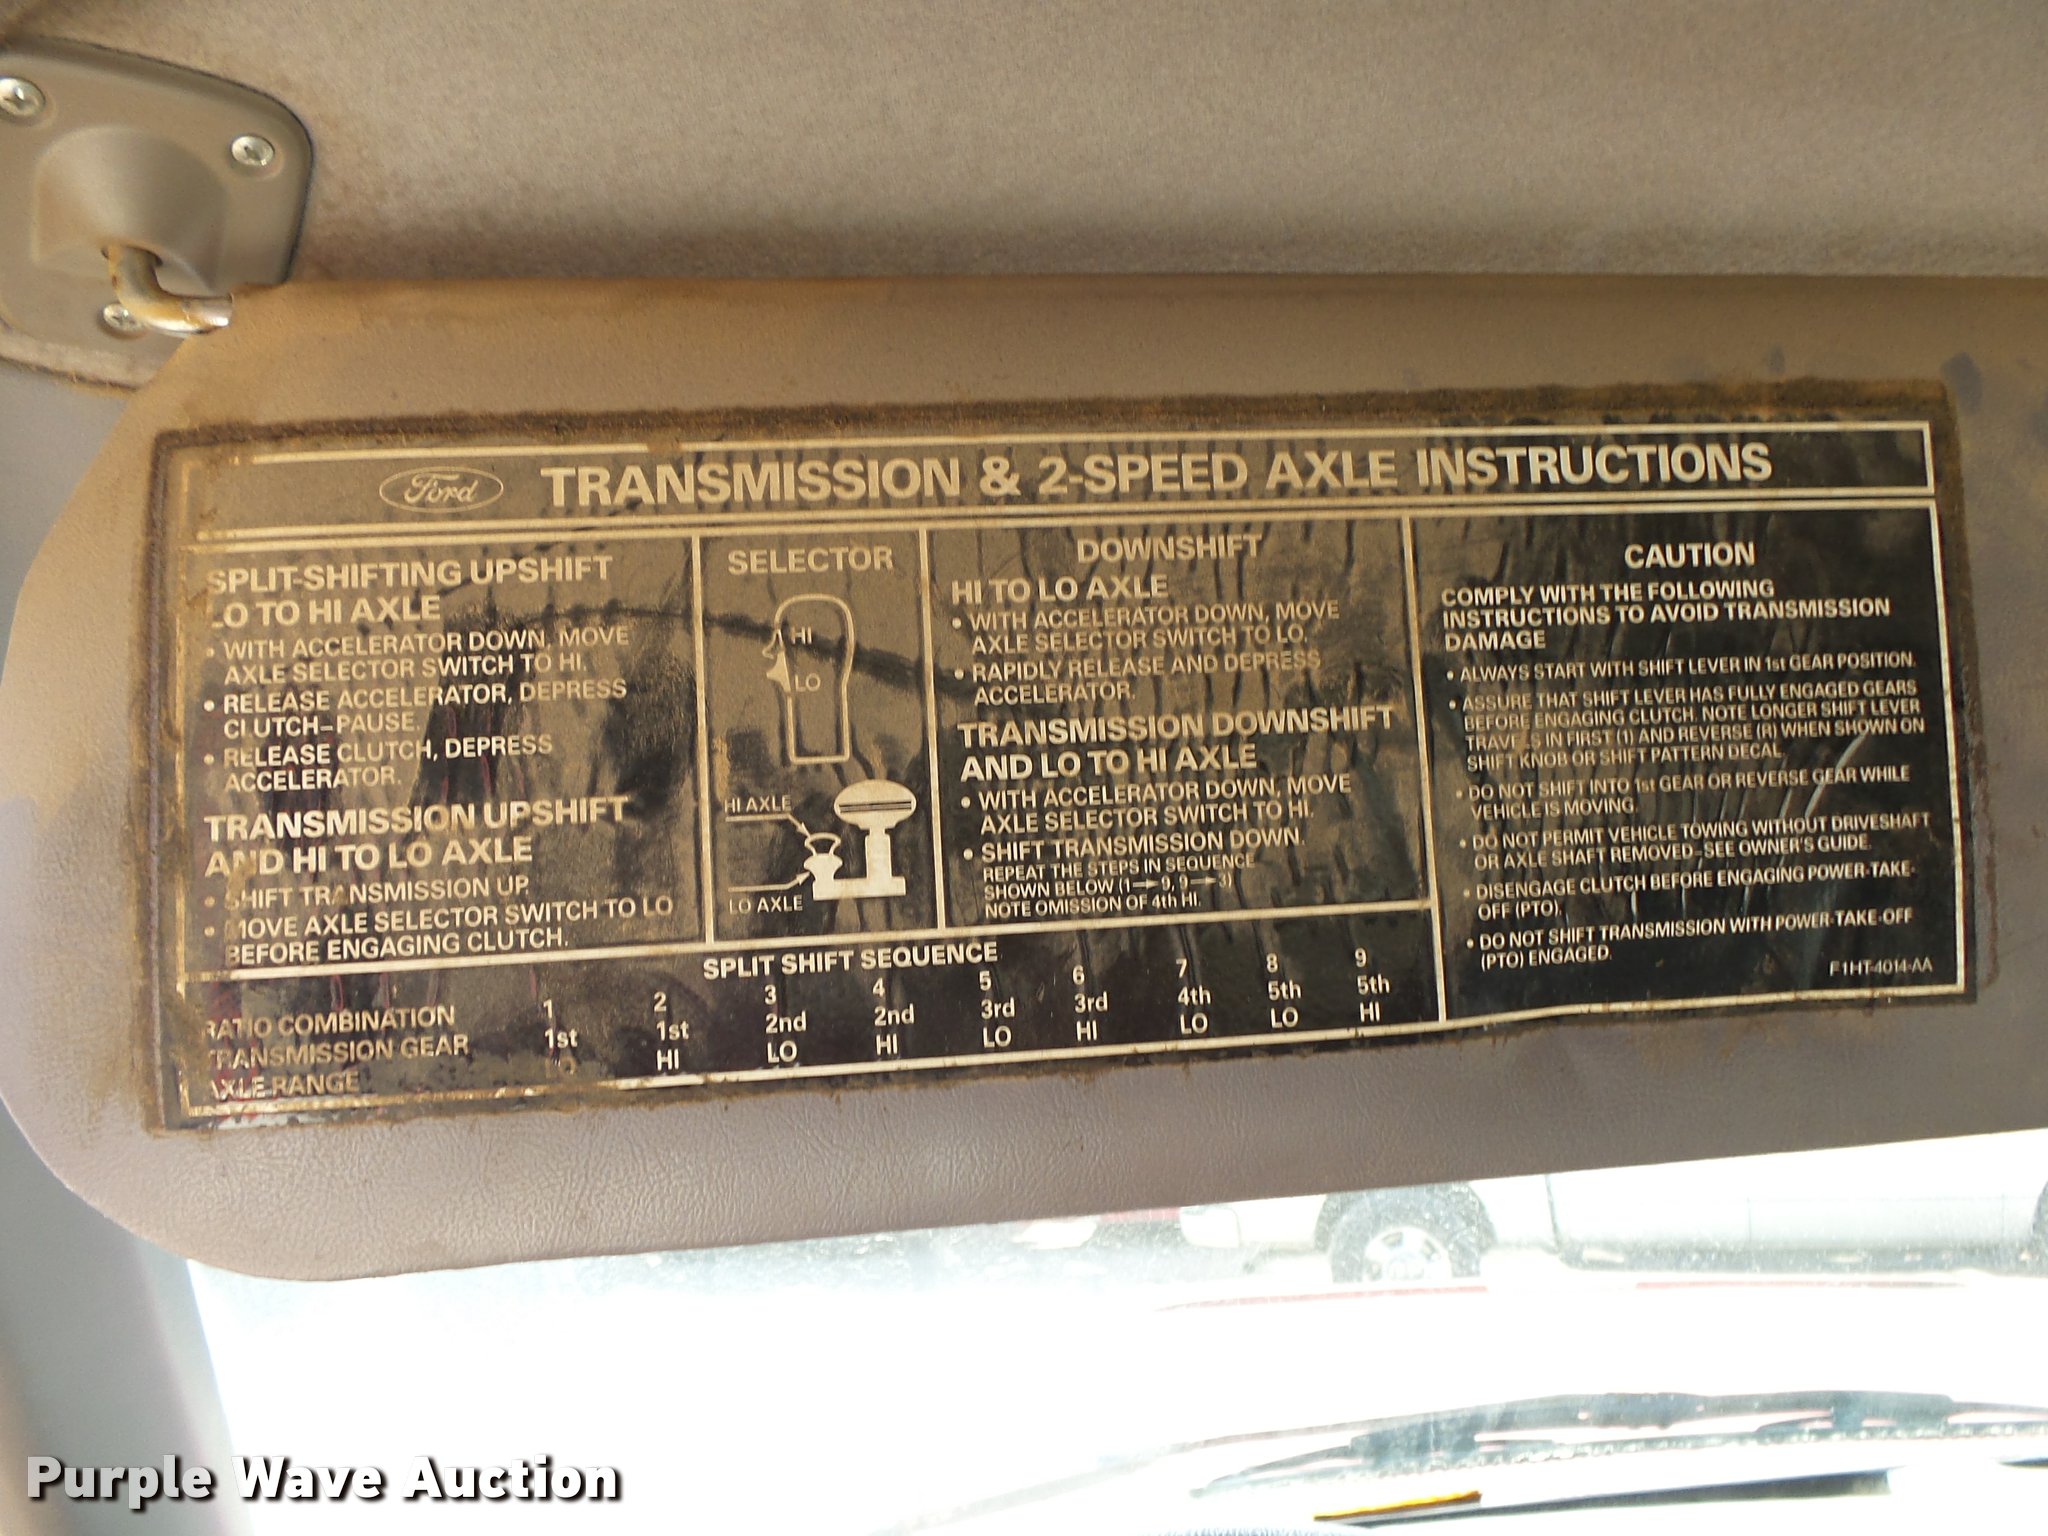 Ford TRANSMISSION & 2-SPEED AXLE INSTRUCTIONS
SPLIT-SHIFTING UPSHIFT
LO TO HI AXLE
• WITH ACCELERATOR DOWN, MOVE
AXLE SELECTOR SWITCH TO HI.
• RELEASE ACCELERATOR, DEPRESS
CLUTCH–PAUSE.
• RELEASE CLUTCH, DEPRESS
ACCELERATOR.
TRANSMISSION UPSHIFT
AND HI TO LO AXLE
• SHIFT TRANSMISSION UP.
• MOVE AXLE SELECTOR SWITCH TO LO
BEFORE ENGAGING CLUTCH.
SELECTOR
HI
LO
HI AXLE
LO AXLE
DOWNSHIFT
HI TO LO AXLE
• WITH ACCELERATOR DOWN, MOVE
AXLE SELECTOR SWITCH TO LO.
• RAPIDLY RELEASE AND DEPRESS
ACCELERATOR.
TRANSMISSION DOWNSHIFT
AND LO TO HI AXLE
• WITH ACCELERATOR DOWN, MOVE
AXLE SELECTOR SWITCH TO HI.
• SHIFT TRANSMISSION DOWN.
REPEAT THE STEPS IN SEQUENCE
SHOWN BELOW (1→9, 9→3)
NOTE OMISSION OF 4th HI.
CAUTION
COMPLY WITH THE FOLLOWING
INSTRUCTIONS TO AVOID TRANSMISSION
DAMAGE
• ALWAYS START WITH SHIFT LEVER IN 1st GEAR POSITION.
• ASSURE THAT SHIFT LEVER HAS FULLY ENGAGED GEARS
BEFORE ENGAGING CLUTCH. NOTE LONGER SHIFT LEVER
TRAVELS IN FIRST (1) AND REVERSE (R) WHEN SHOWN ON
SHIFT KNOB OR SHIFT PATTERN DECAL.
• DO NOT SHIFT INTO 1st GEAR OR REVERSE GEAR WHILE
VEHICLE IS MOVING.
• DO NOT PERMIT VEHICLE TOWING WITHOUT DRIVESHAFT
OR AXLE SHAFT REMOVED–SEE OWNER'S GUIDE.
• DISENGAGE CLUTCH BEFORE ENGAGING POWER-TAKE-
OFF (PTO).
• DO NOT SHIFT TRANSMISSION WITH POWER-TAKE-OFF
(PTO) ENGAGED.
F1HT-4014-AA
SPLIT SHIFT SEQUENCE
RATIO COMBINATION 1 2 3 4 5 6 7 8 9
TRANSMISSION GEAR 1st 1st 2nd 2nd 3rd 3rd 4th 5th 5th
AXLE RANGE LO HI LO HI LO HI LO LO HI
Purple Wave Auction